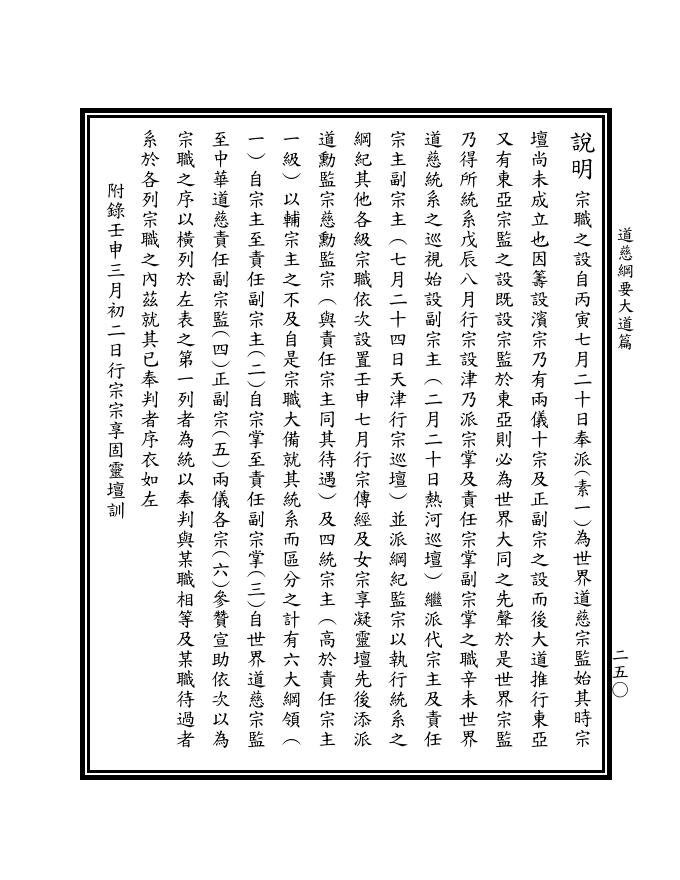 道慈綱要大道篇
二五〇
說明 宗職之設自丙寅七月二十日奉派(素一)為世界道慈宗監始其時宗
壇尚未成立也因籌設濱宗乃有兩儀十宗及正副宗之設而後大道推行東亞
又有東亞宗監之設既設宗監於東亞則必為世界大同之先聲於是世界宗監
乃得所統系戊辰八月行宗設津乃派宗掌及責任宗掌副宗掌之職辛未世界
道慈統系之巡視始設副宗主(二月二十日熱河巡壇)繼派代宗主及責任
宗主副宗主(七月二十四日天津行宗巡壇)並派綱紀監宗以執行統系之
綱紀其他各級宗職依次設置壬申七月行宗傳經及女宗享凝靈壇先後添派
道勳監宗慈勳監宗(與責任宗主同其待遇)及四統宗主(高於責任宗主
一級)以輔宗主之不及自是宗職大備就其統系而區分之計有六大綱領(
一)自宗主至責任副宗主(二)自宗掌至責任副宗掌(三)自世界道慈宗監
至中華道慈責任副宗監(四)正副宗(五)兩儀各宗(六)參贊宣助依次以為
宗職之序以橫列於左表之第一列者為統以奉判與某職相等及某職待過者
系於各列宗職之內茲就其已奉判者序衣如左
附錄壬申三月初二日行宗宗享固靈壇訓